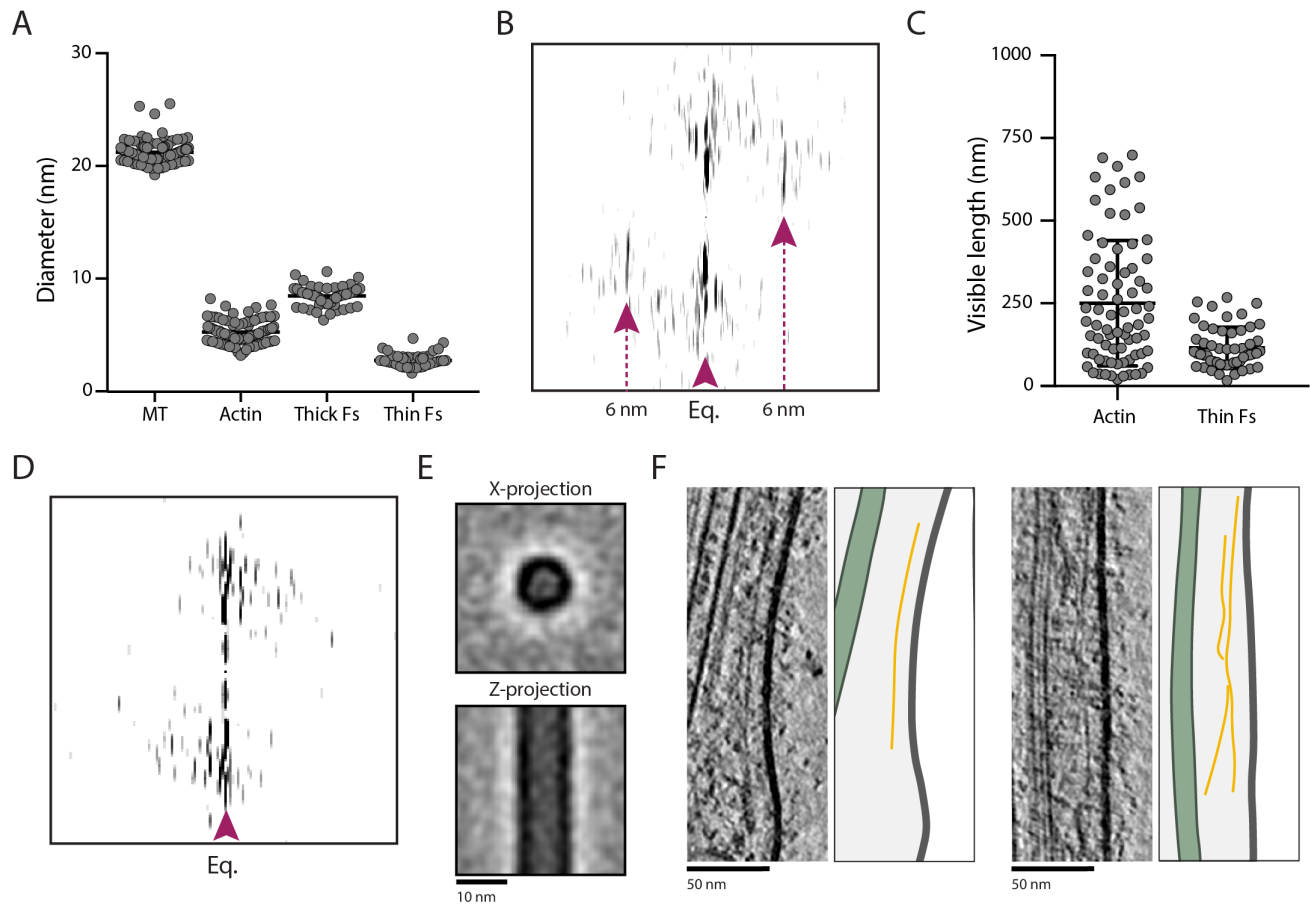 A
Diameter (nm)
30
20
10
0
MT Actin Thick Fs Thin Fs
B
6 nm Eq. 6 nm
C
Visible length (nm)
1000
750
500
250
0
Actin Thin Fs
D
Eq.
E
X-projection
Z-projection
10 nm
F
50 nm
50 nm